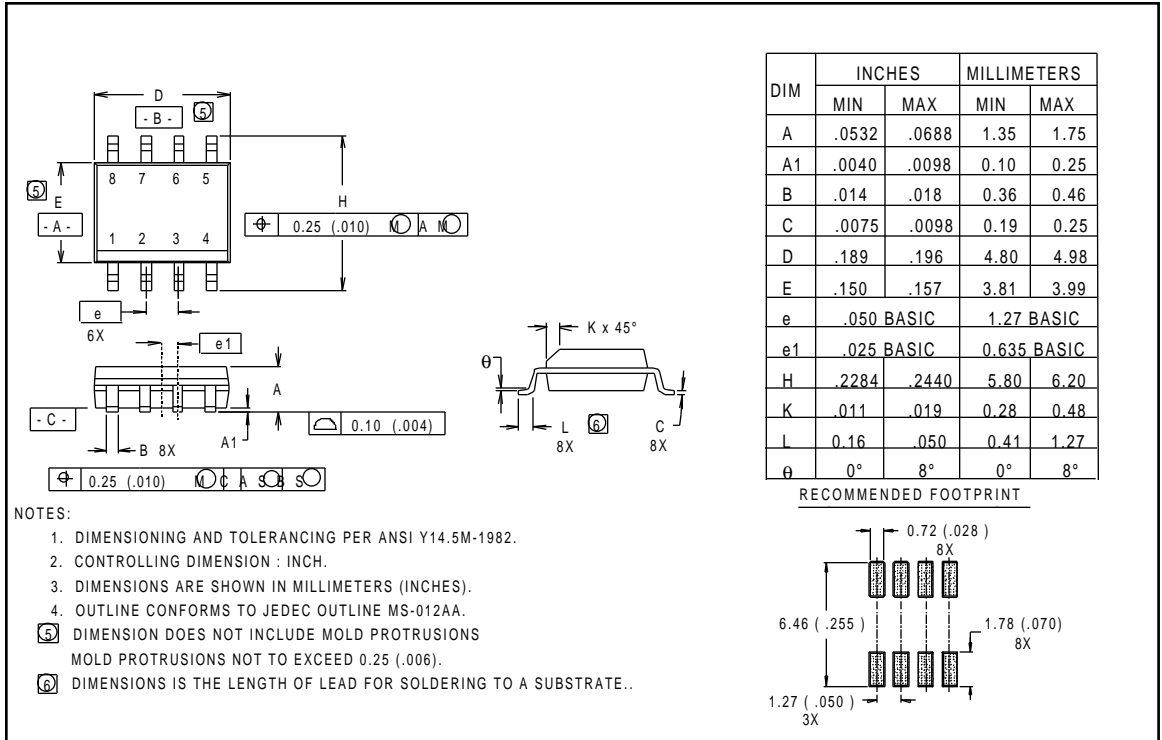 D
- B -
5
8 7 6 5
5
E
- A -
H
0.25 (.010) M A M
1 2 3 4
e
6X
e1
A
- C -
B 8X
A1
0.10 (.004)
0.25 (.010) M C A S B S
K x 45°
θ
L 6
8X
C
8X
DIM INCHES MILLIMETERS
MIN MAX MIN MAX
A .0532 .0688 1.35 1.75
A1 .0040 .0098 0.10 0.25
B .014 .018 0.36 0.46
C .0075 .0098 0.19 0.25
D .189 .196 4.80 4.98
E .150 .157 3.81 3.99
e .050 BASIC 1.27 BASIC
e1 .025 BASIC 0.635 BASIC
H .2284 .2440 5.80 6.20
K .011 .019 0.28 0.48
L 0.16 .050 0.41 1.27
θ 0° 8° 0° 8°
RECOMMENDED FOOTPRINT
0.72 (.028 )
8X
6.46 ( .255 )
1.78 (.070)
8X
1.27 ( .050 )
3X
NOTES:
1. DIMENSIONING AND TOLERANCING PER ANSI Y14.5M-1982.
2. CONTROLLING DIMENSION : INCH.
3. DIMENSIONS ARE SHOWN IN MILLIMETERS (INCHES).
4. OUTLINE CONFORMS TO JEDEC OUTLINE MS-012AA.
5 DIMENSION DOES NOT INCLUDE MOLD PROTRUSIONS
MOLD PROTRUSIONS NOT TO EXCEED 0.25 (.006).
6 DIMENSIONS IS THE LENGTH OF LEAD FOR SOLDERING TO A SUBSTRATE..